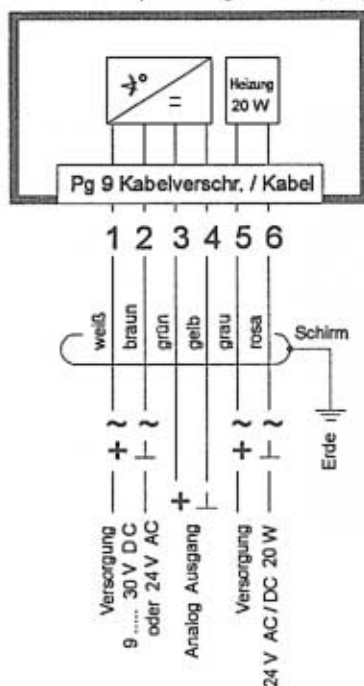 Heizung
20 W
Pg 9 Kabelverschr. / Kabel
1 2 3 4 5 6
weiß
braun
grün
gelb
grau
rosa
Schirm
Erde
Versorgung
9 ..... 30 V DC
oder 24 V AC
Analog Ausgang
Versorgung
24 V AC / DC 20 W